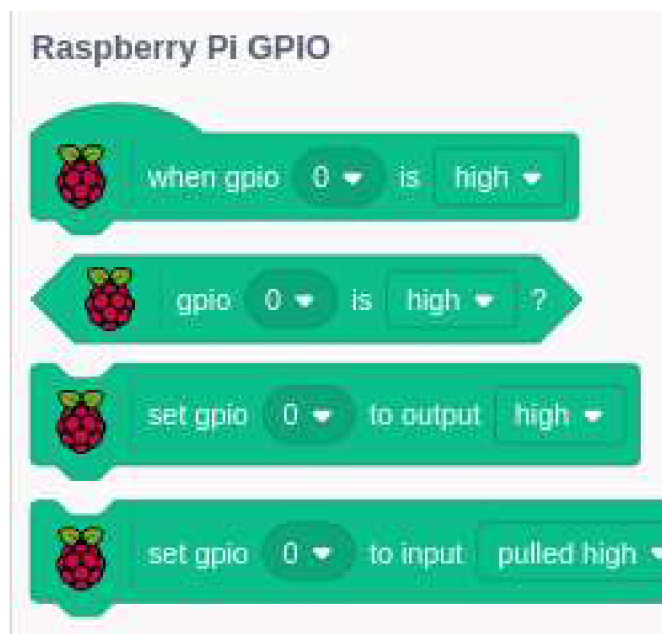 Raspberry Pi GPIO
when gpio 0 is high
gpio 0 is high ?
set gpio 0 to output high
set gpio 0 to input pulled high